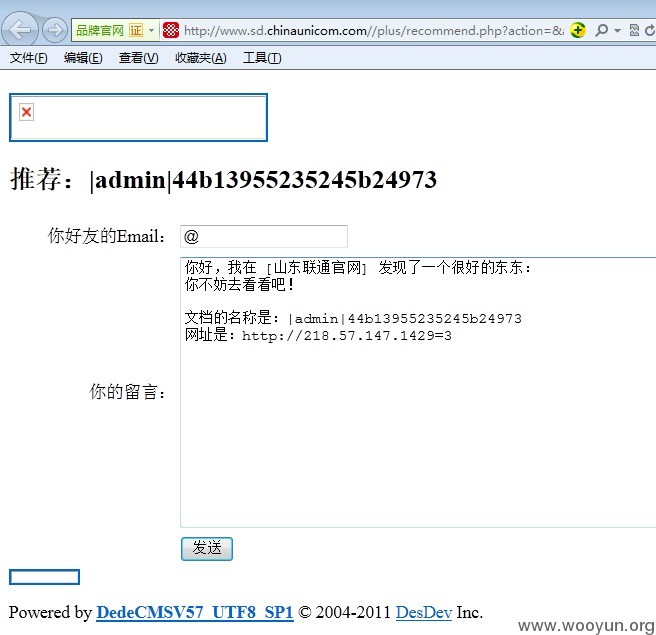 品牌官网 证 http://www.sd.chinaunicom.com//plus/recommend.php?action=&
文件(F) 编辑(E) 查看(V) 收藏夹(A) 工具(T)
推荐：|admin|44b13955235245b24973
你好友的Email： @
你好，我在 [山东联通官网] 发现了一个很好的东东：
你不妨去看看吧！
文档的名称是：|admin|44b13955235245b24973
网址是：http://218.57.147.1429=3
你的留言：
发送
Powered by DedeCMSV57_UTF8_SP1 © 2004-2011 DesDev Inc.
www.wooyun.org